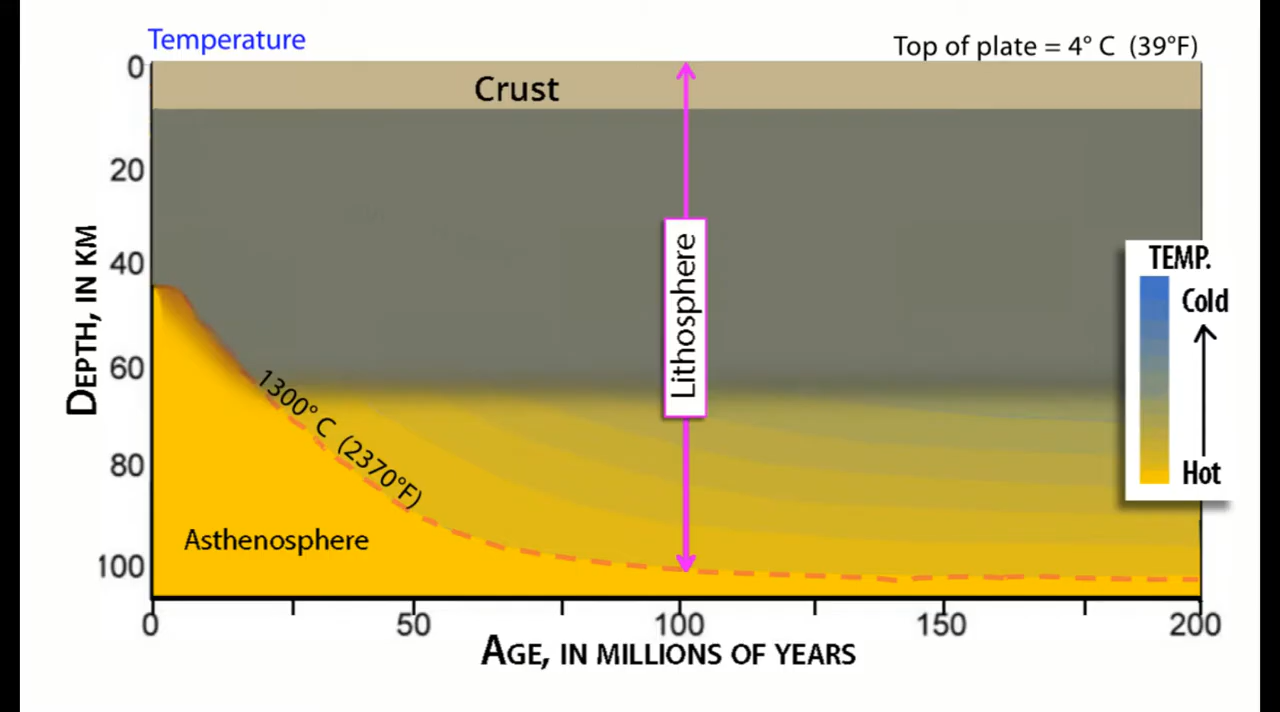 Temperature
Top of plate = 4° C (39°F)
Crust
0
20
40
60
80
100
DEPTH, IN KM
Lithosphere
TEMP.
Cold
Hot
1300° C (2370°F)
Asthenosphere
0 50 100 150 200
AGE, IN MILLIONS OF YEARS